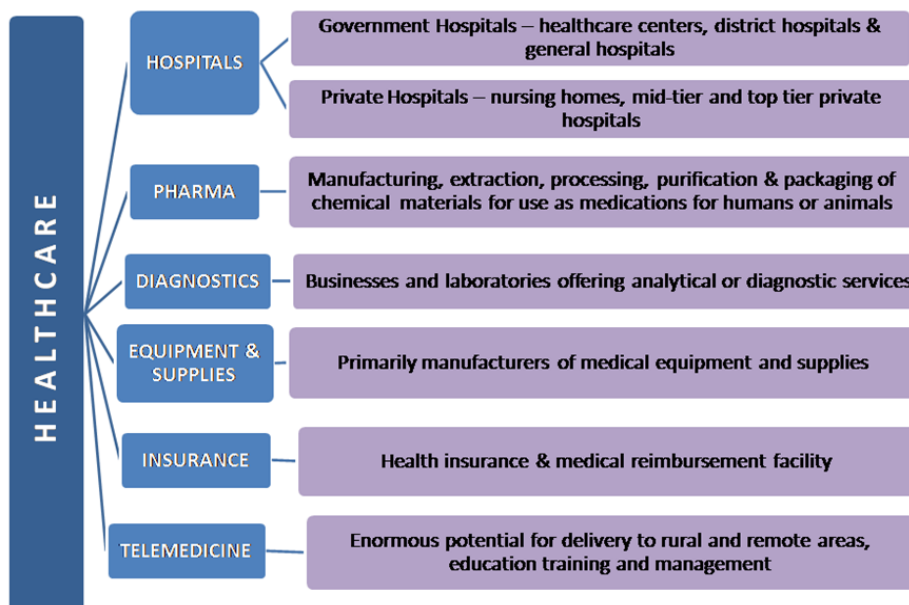 HEALTHCARE
HOSPITALS
Government Hospitals – healthcare centers, district hospitals &
general hospitals
Private Hospitals – nursing homes, mid-tier and top tier private
hospitals
PHARMA
Manufacturing, extraction, processing, purification & packaging of
chemical materials for use as medications for humans or animals
DIAGNOSTICS
Businesses and laboratories offering analytical or diagnostic services
EQUIPMENT &
SUPPLIES
Primarily manufacturers of medical equipment and supplies
INSURANCE
Health insurance & medical reimbursement facility
TELEMEDICINE
Enormous potential for delivery to rural and remote areas,
education training and management